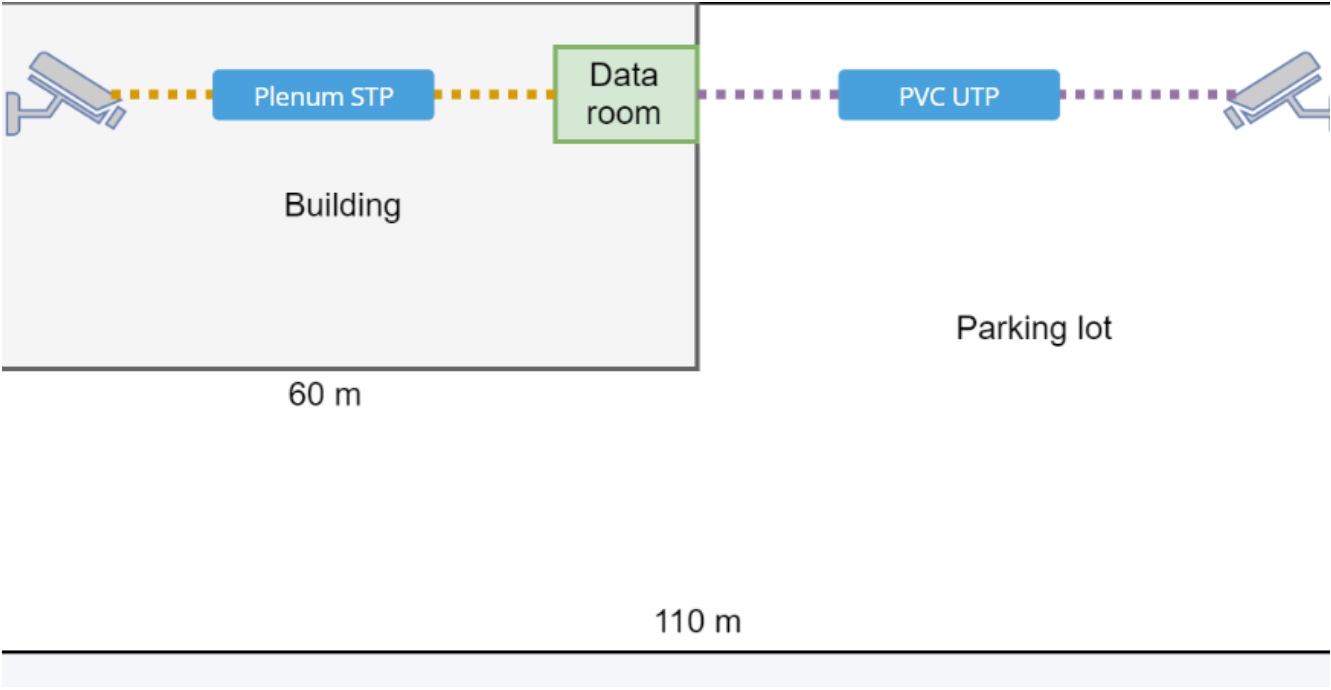 Plenum STP
Data
room
PVC UTP
Building
Parking lot
60 m
110 m